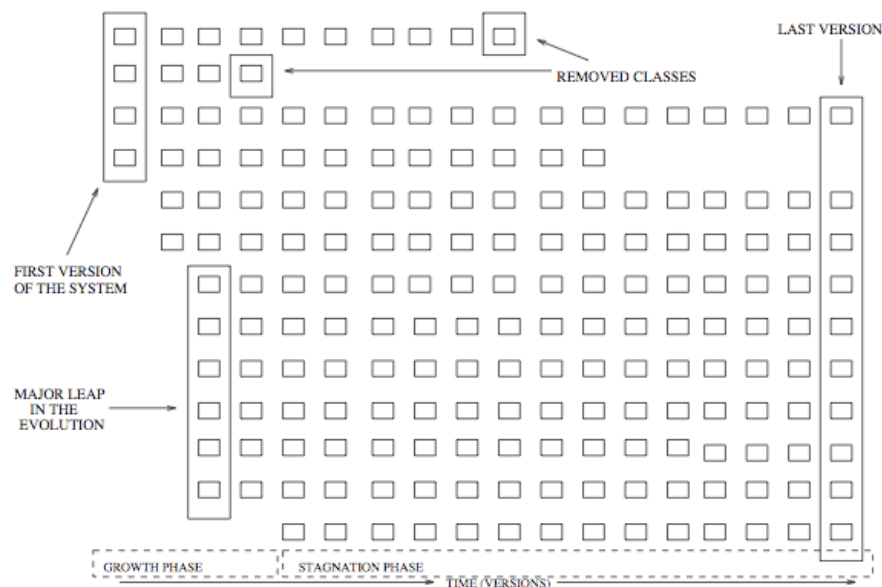 LAST VERSION
REMOVED CLASSES
FIRST VERSION
OF THE SYSTEM
MAJOR LEAP
IN THE
EVOLUTION
GROWTH PHASE
STAGNATION PHASE
TIME (VERSIONS)